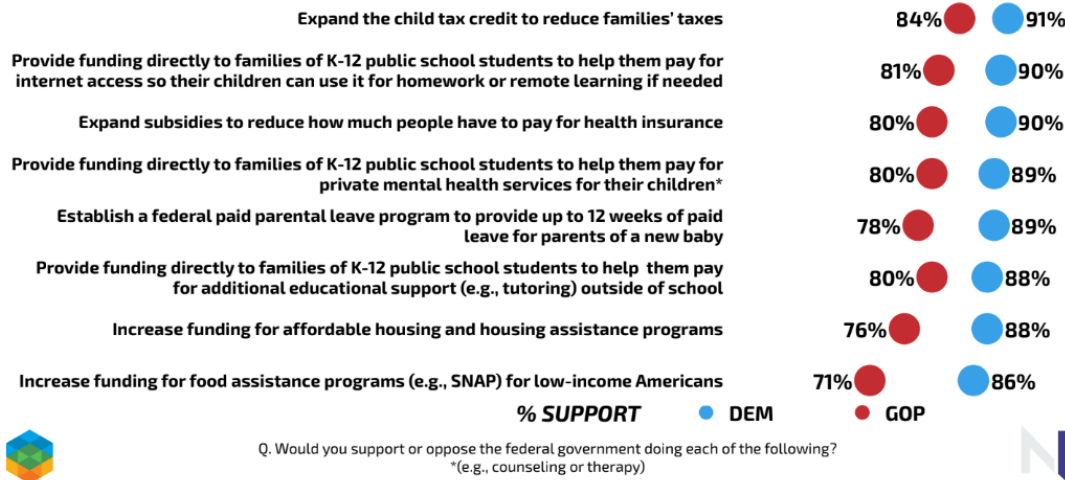 Expand the child tax credit to reduce families' taxes 84% 91%
Provide funding directly to families of K-12 public school students to help them pay for
internet access so their children can use it for homework or remote learning if needed 81% 90%
Expand subsidies to reduce how much people have to pay for health insurance 80% 90%
Provide funding directly to families of K-12 public school students to help them pay for
private mental health services for their children* 80% 89%
Establish a federal paid parental leave program to provide up to 12 weeks of paid
leave for parents of a new baby 78% 89%
Provide funding directly to families of K-12 public school students to help them pay
for additional educational support (e.g., tutoring) outside of school 80% 88%
Increase funding for affordable housing and housing assistance programs 76% 88%
Increase funding for food assistance programs (e.g., SNAP) for low-income Americans 71% 86%
% SUPPORT DEM GOP
Q. Would you support or oppose the federal government doing each of the following?
*(e.g., counseling or therapy)
N